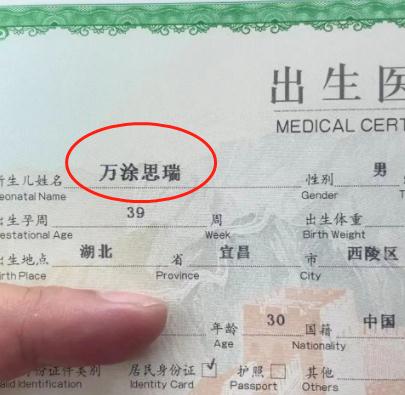 出生医
MEDICAL CERT
新生儿姓名 万涂思瑞 性别 男
eonatal Name Gender
出生孕周 39 周 出生体重
estational Age Week Birth Weight
出生地点 湖北 省 宜昌 市 西陵区
irth Place Province City
年龄 30 国籍 中国
Age Nationality
身份证件类别 居民身份证 ✓ 护照 其他
alid Identification Identity Card Passport Others